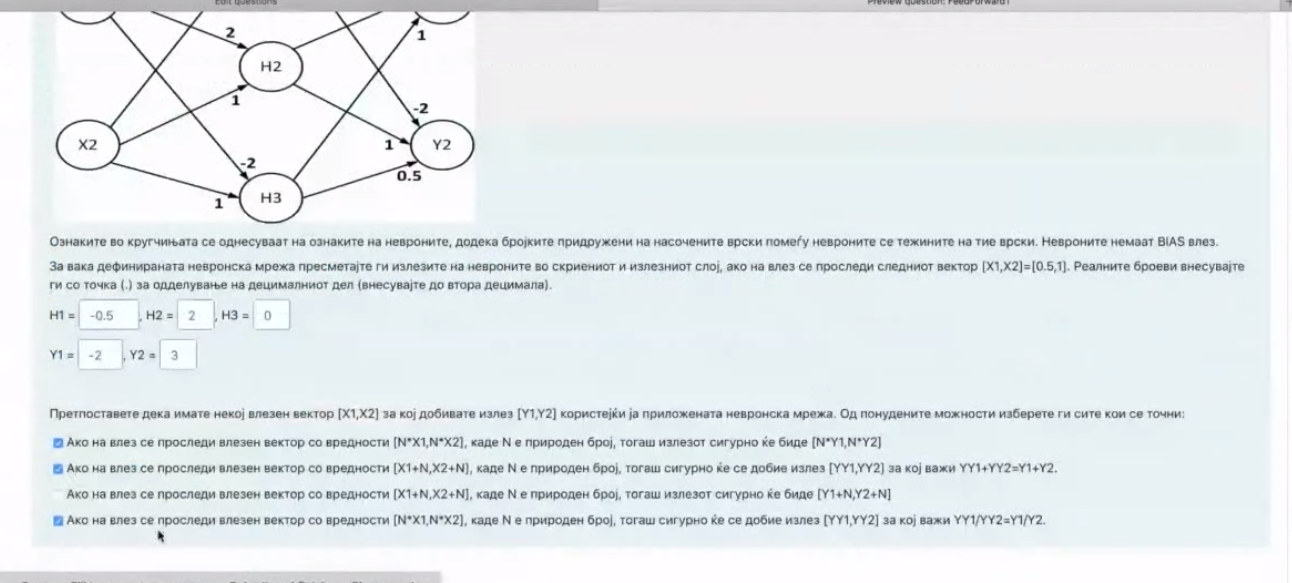 Edit questions Preview question: FeedForward1
2 1
H2
1 -2
X2 1 Y2
-2 0.5
1 H3
Ознаките во кругчињата се однесуваат на ознаките на невроните, додека бројките придружени на насочените врски помеѓу невроните се тежините на тие врски. Невроните немаат BIAS влез.
За вака дефинираната невронска мрежа пресметајте ги излезите на невроните во скриениот и излезниот слој, ако на влез се проследи следниот вектор [X1,X2]=[0.5,1]. Реалните броеви внесувајте
ги со точка (.) за одделување на децималниот дел (внесувајте до втора децимала).
H1 = -0.5 , H2 = 2 , H3 = 0
Y1 = -2 , Y2 = 3
Претпоставете дека имате некој влезен вектор [X1,X2] за кој добивате излез [Y1,Y2] користејќи ја приложената невронска мрежа. Од понудените можности изберете ги сите кои се точни:
Ако на влез се проследи влезен вектор со вредности [N*X1,N*X2], каде N е природен број, тогаш излезот сигурно ќе биде [N*Y1,N*Y2]
Ако на влез се проследи влезен вектор со вредности [X1+N,X2+N], каде N е природен број, тогаш сигурно ќе се добие излез [YY1,YY2] за кој важи YY1+YY2=Y1+Y2.
Ако на влез се проследи влезен вектор со вредности [X1+N,X2+N], каде N е природен број, тогаш излезот сигурно ќе биде [Y1+N,Y2+N]
Ако на влез се проследи влезен вектор со вредности [N*X1,N*X2], каде N е природен број, тогаш сигурно ќе се добие излез [YY1,YY2] за кој важи YY1/YY2=Y1/Y2.